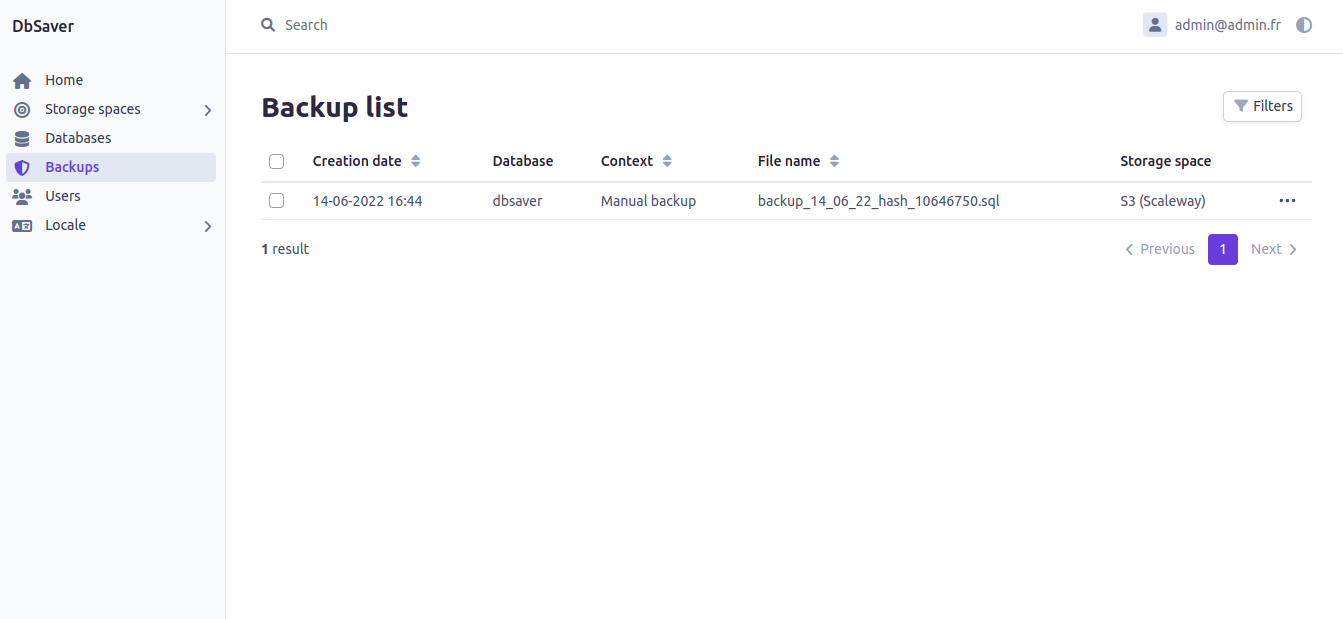 DbSaver
Search
admin@admin.fr
Home
Storage spaces
Databases
Backups
Users
Locale
Backup list
Filters
Creation date Database Context File name Storage space
14-06-2022 16:44 dbsaver Manual backup backup_14_06_22_hash_10646750.sql S3 (Scaleway)
1 result
Previous 1 Next